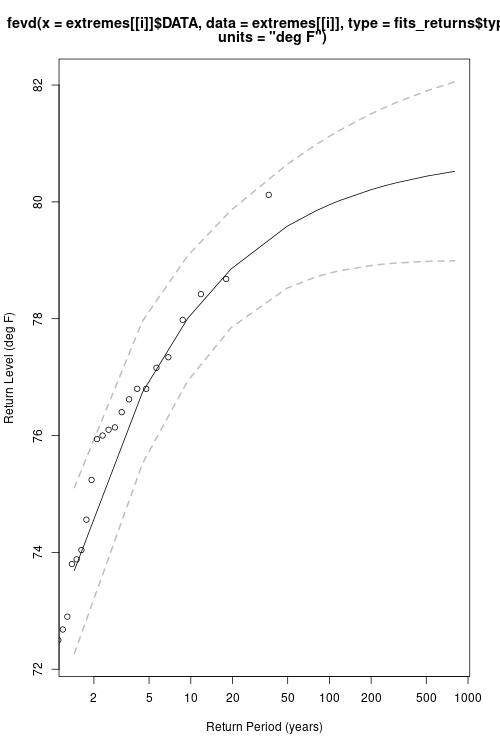 fevd(x = extremes[[i]]$DATA, data = extremes[[i]], type = fits_returns$typ
units = "deg F")
82
80
78
76
74
72
Return Level (deg F)
2 5 10 20 50 100 200 500 1000
Return Period (years)